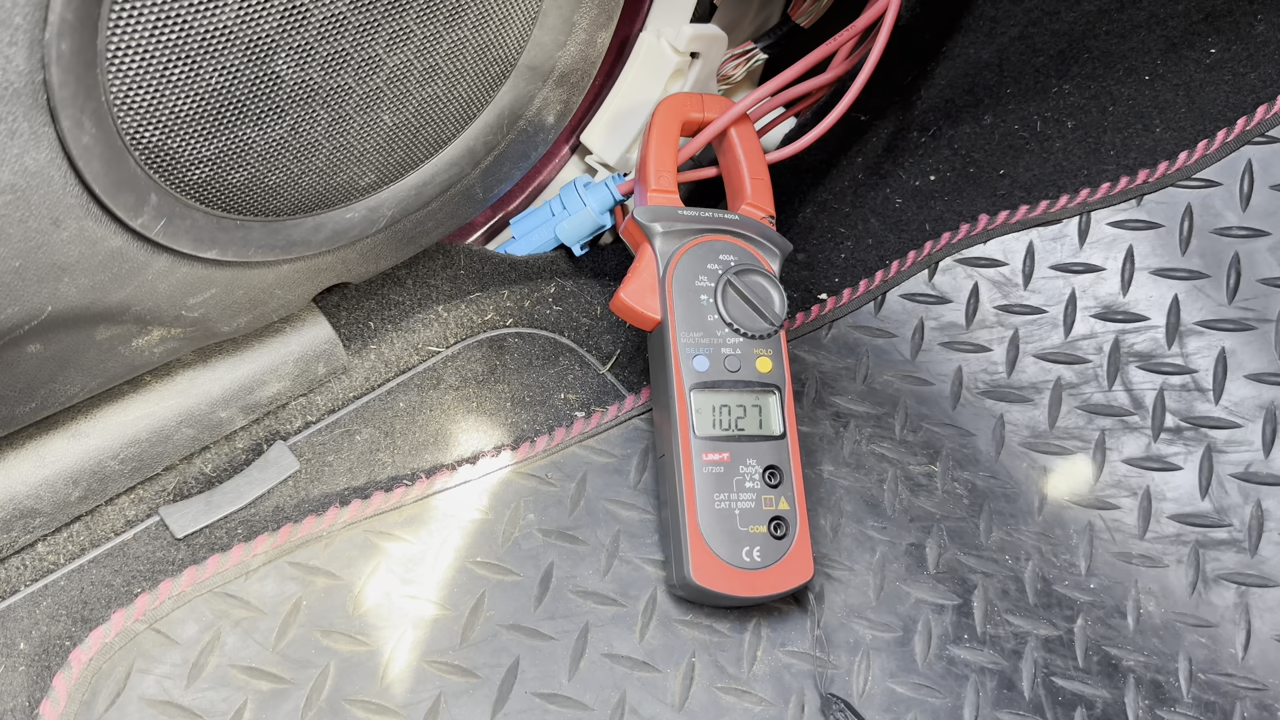 ≂600V CAT II ≂400A
400A≂
40A≂
Hz
Duty%
Ω
V≂
OFF
CLAMP
MULTIMETER
SELECT REL△ HOLD
10.27
UNI-T
UT203
Hz
Duty%
V
Ω
CAT III 300V
CAT II 600V
COM
CE